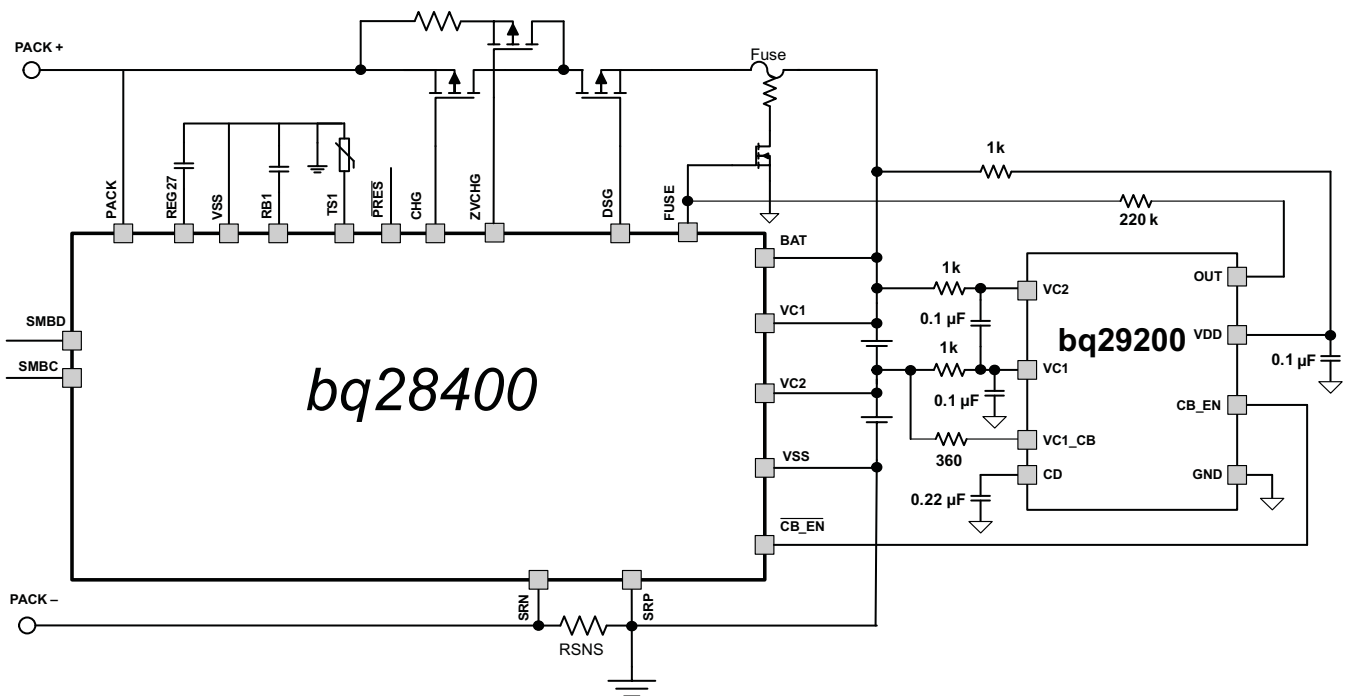 PACK +
Fuse
1k
220 k
PACK
REG27
VSS
RB1
TS1
PRES
CHG
ZVCHG
DSG
FUSE
BAT
VC1
VC2
VSS
CB_EN
SMBD
SMBC
bq28400
1k
0.1 µF
1k
0.1 µF
360
0.22 µF
VC2
VC1
VC1_CB
CD
bq29200
OUT
VDD
CB_EN
GND
0.1 µF
PACK –
SRN
SRP
RSNS